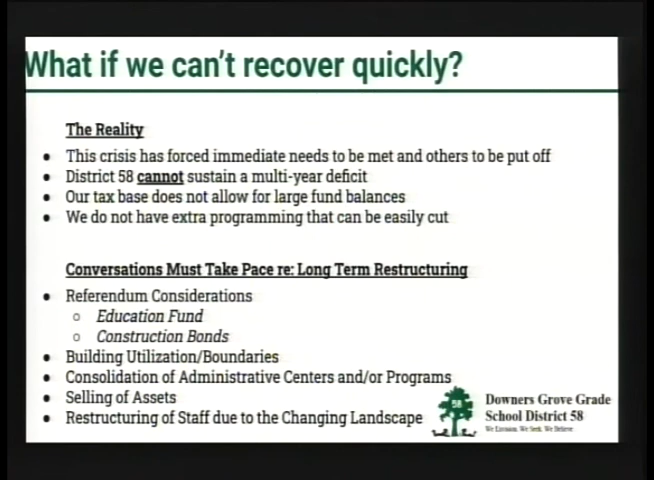 What if we can't recover quickly?
The Reality
• This crisis has forced immediate needs to be met and others to be put off
• District 58 cannot sustain a multi-year deficit
• Our tax base does not allow for large fund balances
• We do not have extra programming that can be easily cut
Conversations Must Take Pace re: Long Term Restructuring
• Referendum Considerations
o Education Fund
o Construction Bonds
• Building Utilization/Boundaries
• Consolidation of Administrative Centers and/or Programs
• Selling of Assets
• Restructuring of Staff due to the Changing Landscape
58
Downers Grove Grade
School District 58
We Envision, We Seek, We Believe